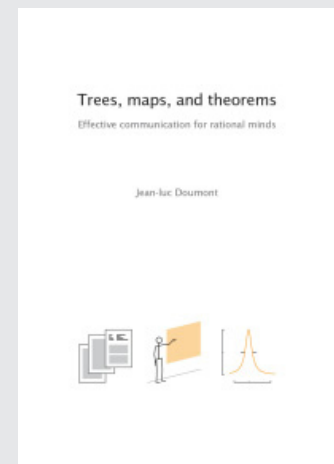 Trees, maps, and theorems
Effective communication for rational minds
Jean-luc Doumont